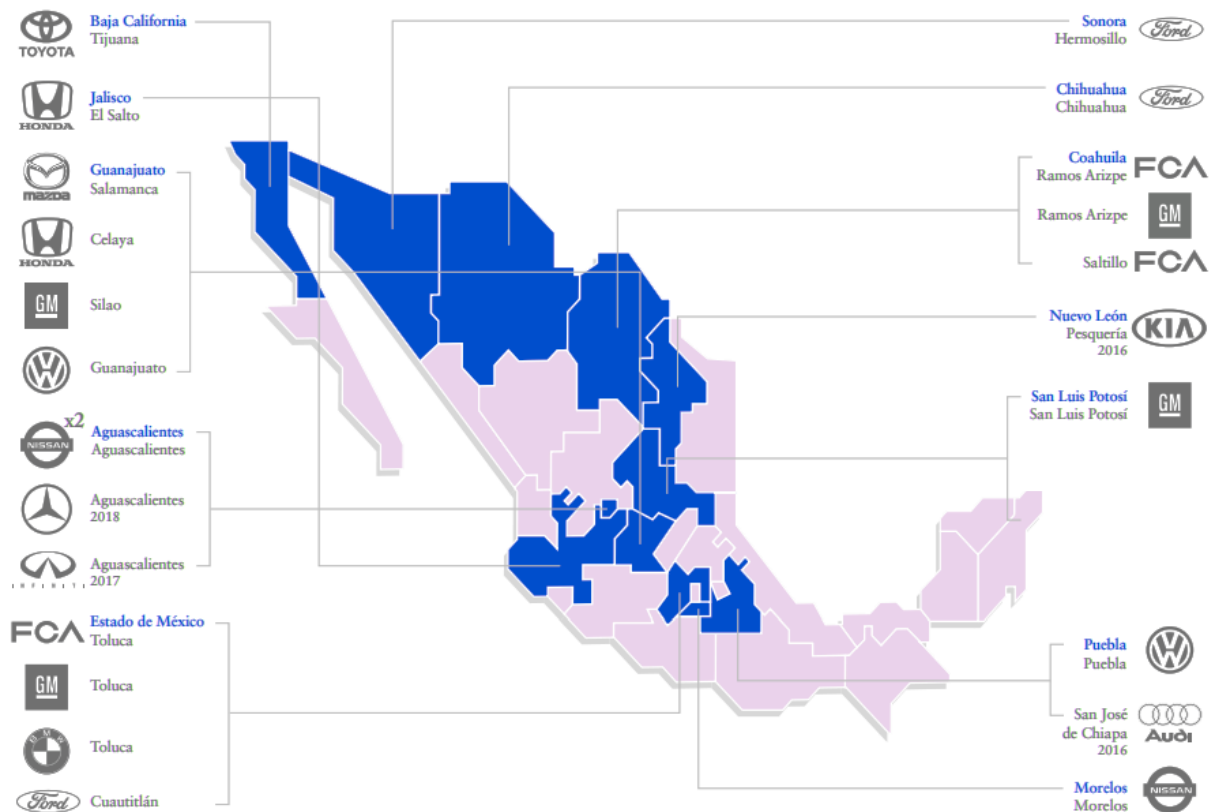 TOYOTA
Baja California
Tijuana
HONDA
Jalisco
El Salto
mazda
Guanajuato
Salamanca
HONDA
Celaya
GM
Silao
Guanajuato
x2
NISSAN
Aguascalientes
Aguascalientes
Aguascalientes
2018
INFINITI
Aguascalientes
2017
FCA
Estado de México
Toluca
GM
Toluca
BMW
Toluca
Ford
Cuautitlán
Sonora
Hermosillo
Ford
Chihuahua
Chihuahua
Ford
Coahuila
Ramos Arizpe
FCA
Ramos Arizpe
GM
Saltillo
FCA
Nuevo León
Pesquería
2016
KIA
San Luis Potosí
San Luis Potosí
GM
Puebla
Puebla
San José
de Chiapa
2016
Audi
Morelos
Morelos
NISSAN